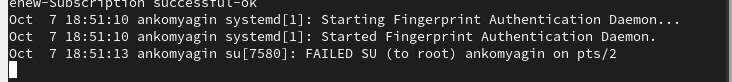 enew-Subscription successful-ok
Oct  7 18:51:10 ankomyagin systemd[1]: Starting Fingerprint Authentication Daemon...
Oct  7 18:51:10 ankomyagin systemd[1]: Started Fingerprint Authentication Daemon.
Oct  7 18:51:13 ankomyagin su[7580]: FAILED SU (to root) ankomyagin on pts/2